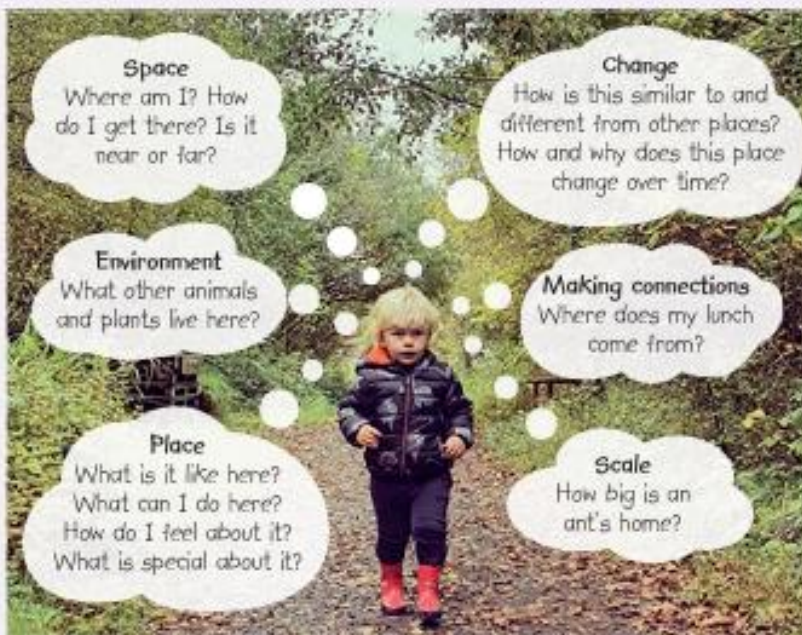 Space
Where am I? How
do I get there? Is it
near or far?
Change
How is this similar to and
different from other places?
How and why does this place
change over time?
Environment
What other animals
and plants live here?
Making connections
Where does my lunch
come from?
Place
What is it like here?
What can I do here?
How do I feel about it?
What is special about it?
Scale
How big is an
ant's home?